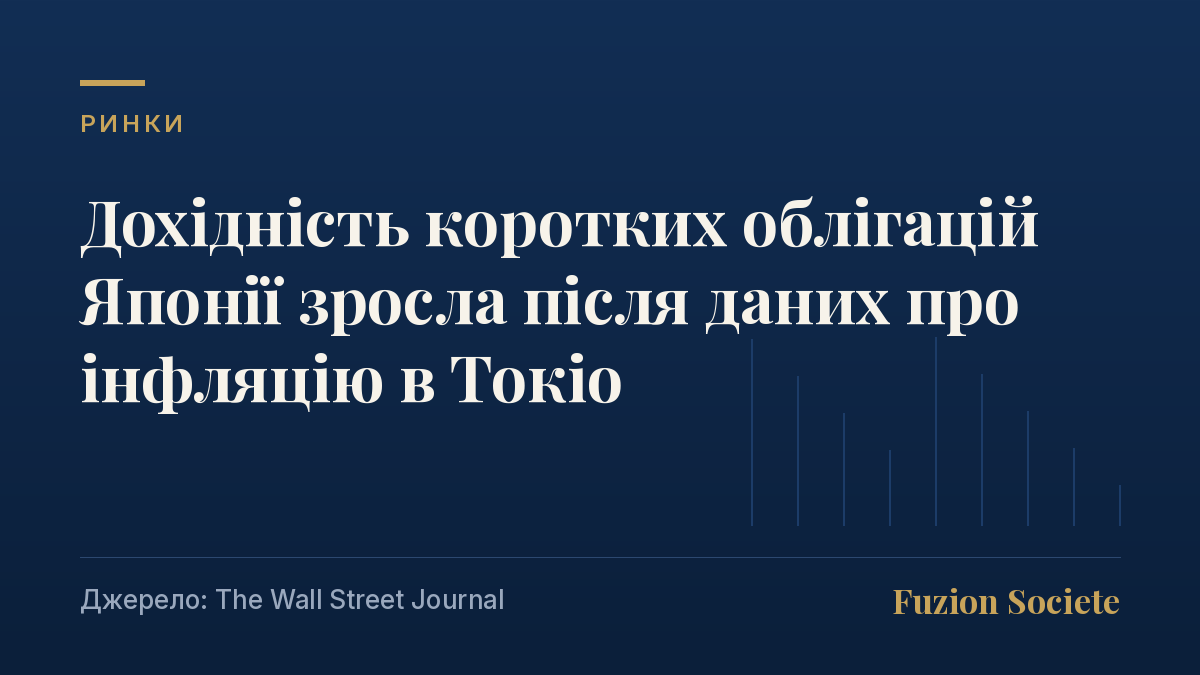 РИНКИ
Дохідність коротких облігацій
Японії зросла після даних про
інфляцію в Токіо
Джерело: The Wall Street Journal
Fuzion Societe